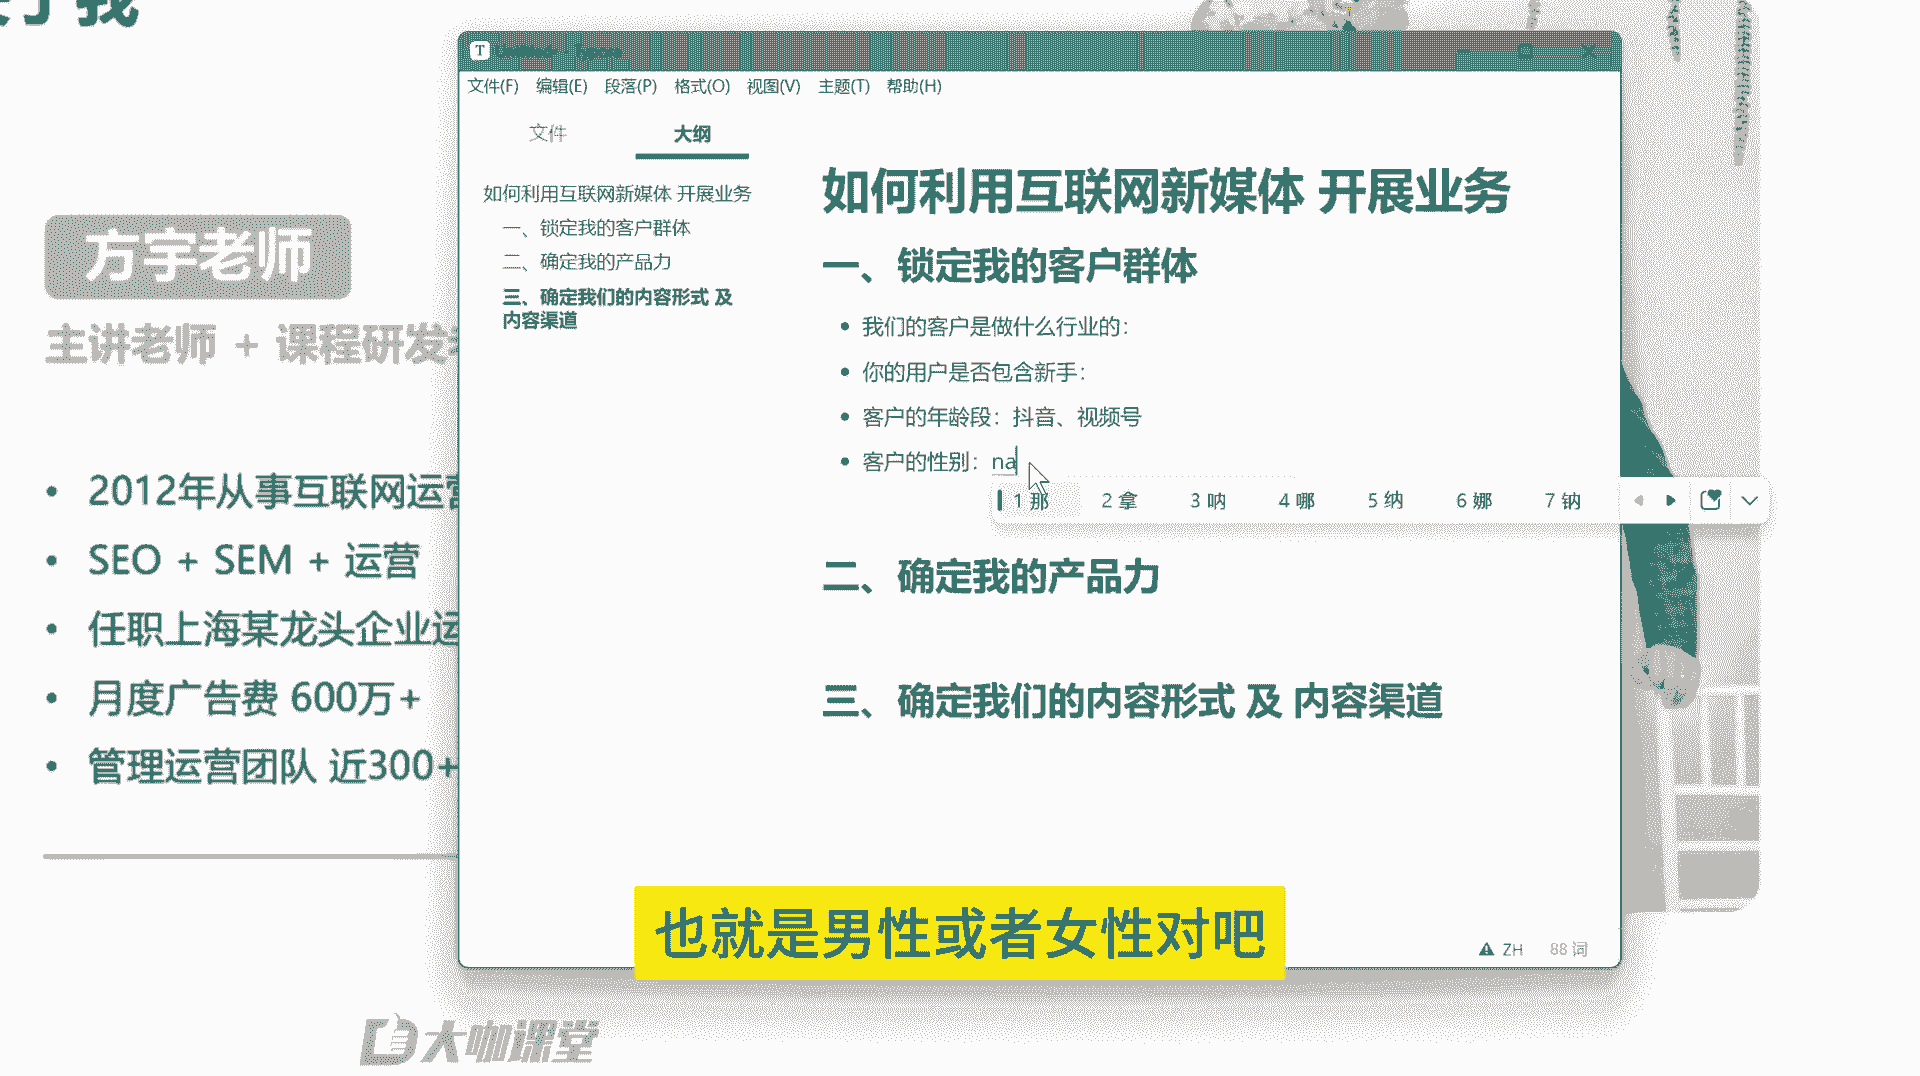 方宇老师
主讲老师 + 课程研发
2012年从事互联网运营
SEO + SEM + 运营
任职上海某龙头企业运
月度广告费 600万+
管理运营团队 近300+
文件(F) 编辑(E) 段落(P) 格式(O) 视图(V) 主题(T) 帮助(H)
文件 大纲
如何利用互联网新媒体 开展业务
一、锁定我的客户群体
二、确定我的产品力
三、确定我们的内容形式 及
内容渠道
如何利用互联网新媒体 开展业务
一、锁定我的客户群体
我们的客户是做什么行业的：
你的用户是否包含新手：
客户的年龄段：抖音、视频号
客户的性别：na
1 那 2 拿 3 呐 4 哪 5 纳 6 娜 7 钠
二、确定我的产品力
三、确定我们的内容形式 及 内容渠道
也就是男性或者女性对吧
ZH 88 词
大咖课堂